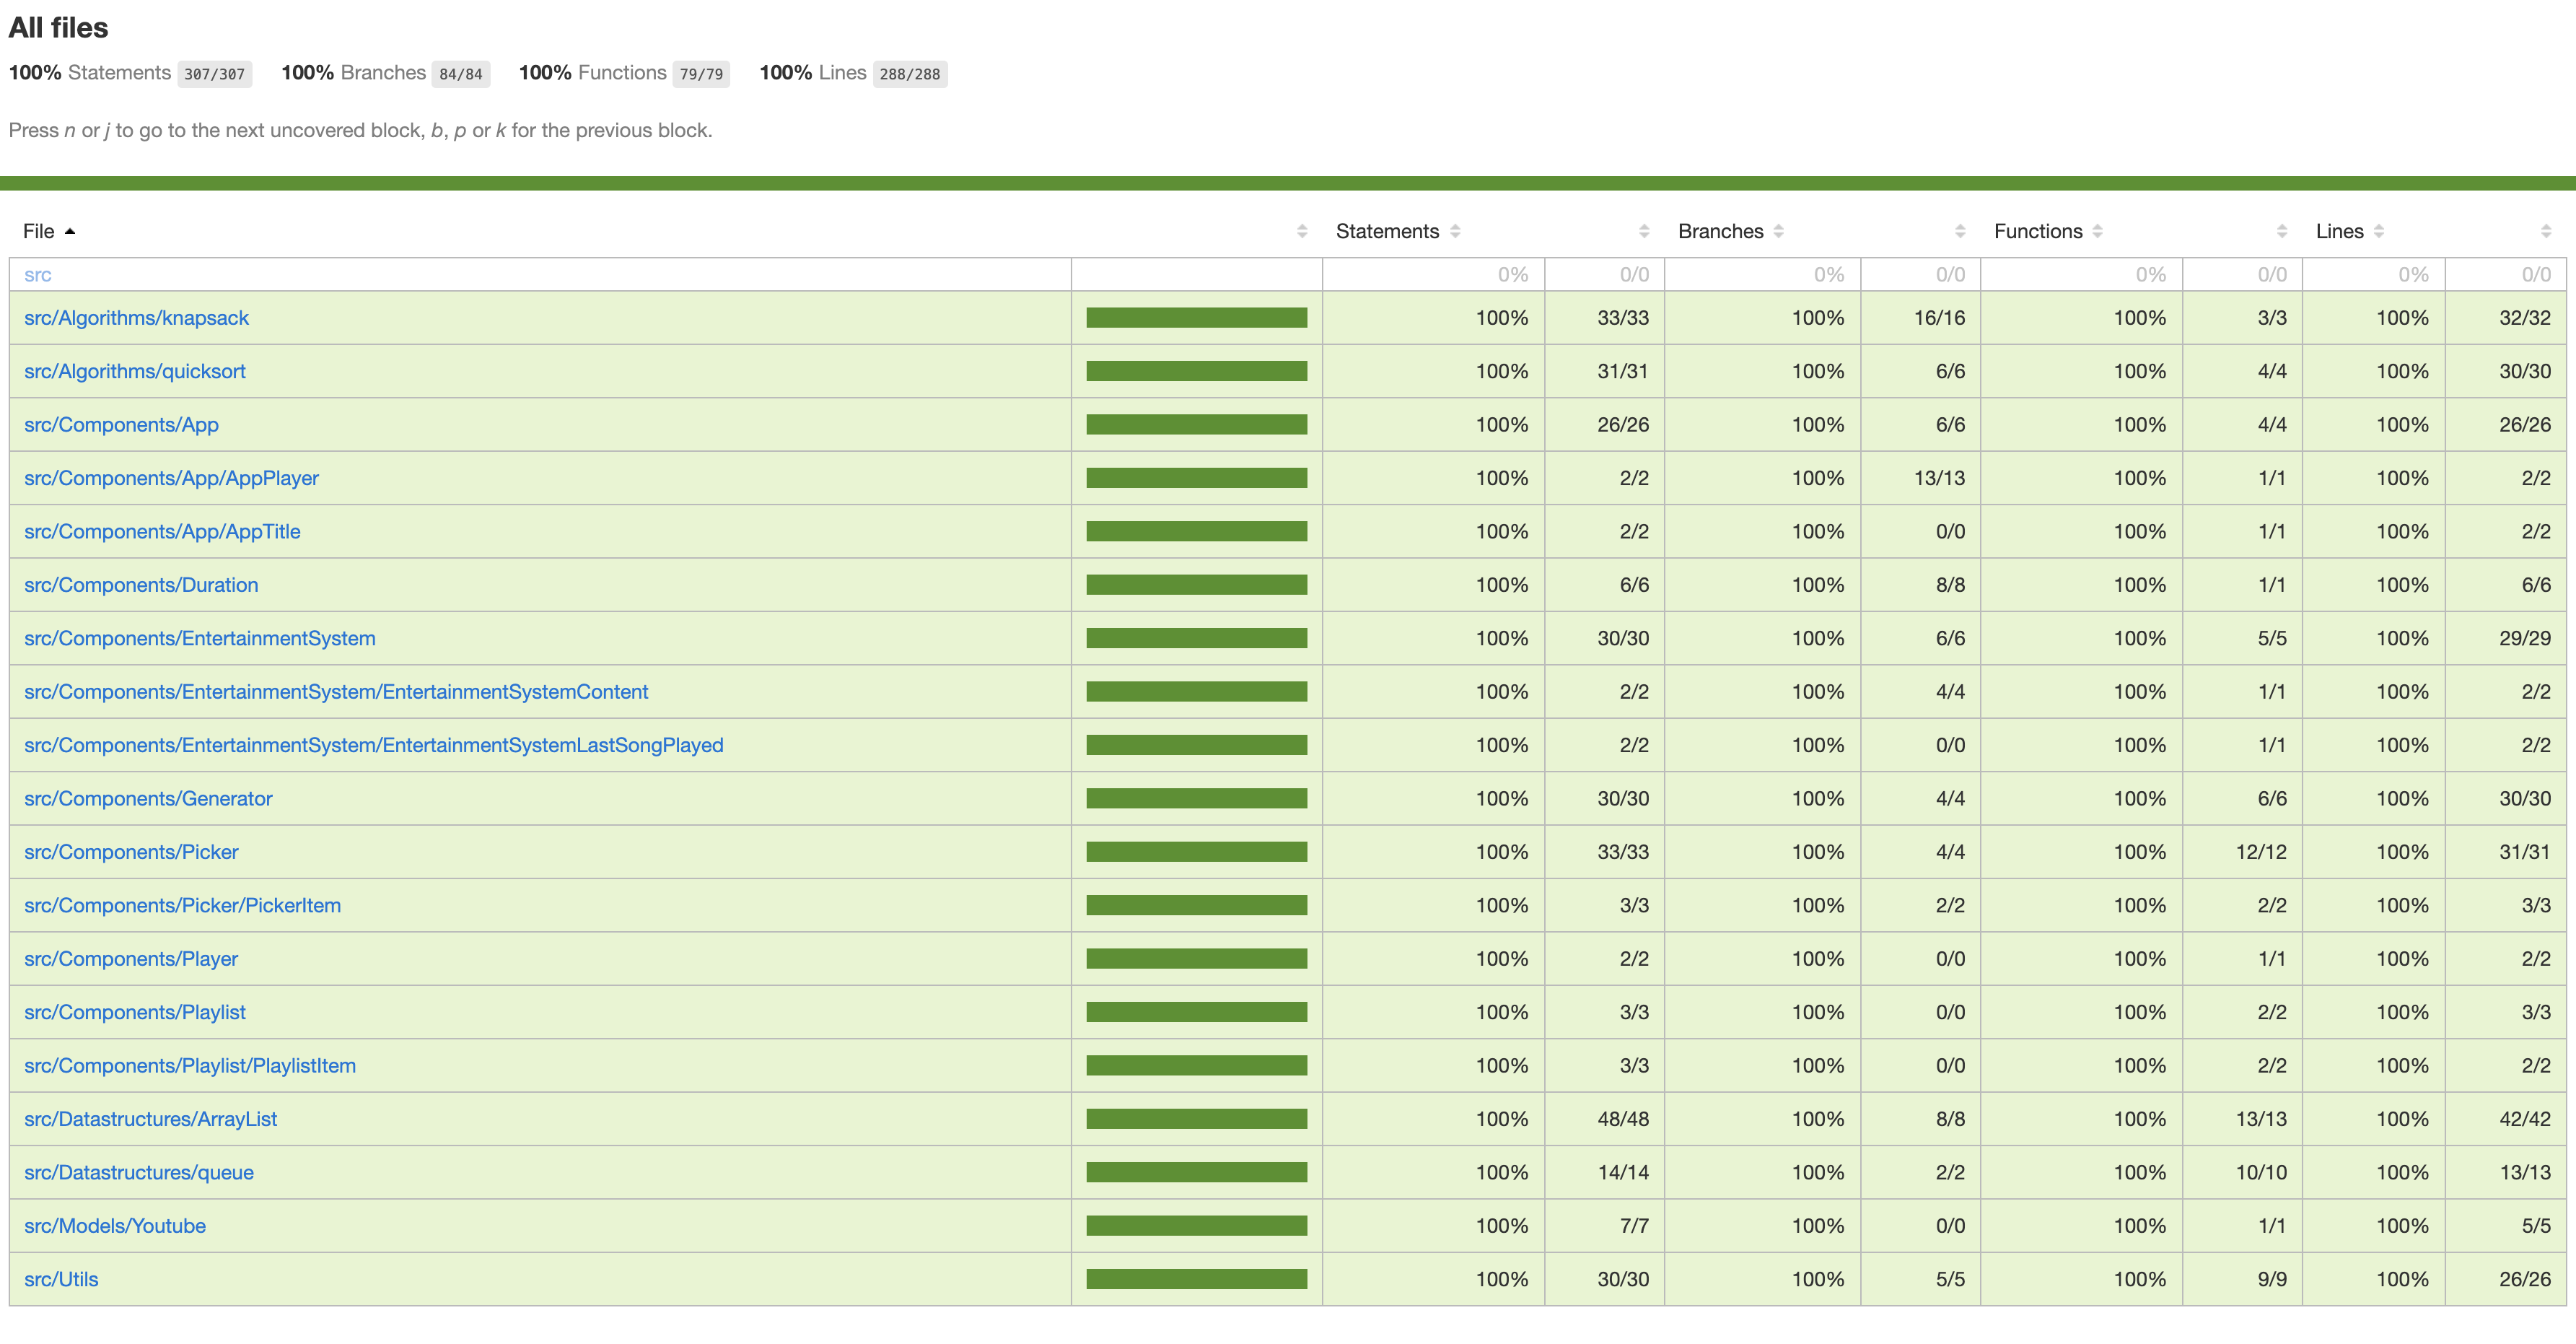 All files
100% Statements 307/307 100% Branches 84/84 100% Functions 79/79 100% Lines 288/288
Press n or j to go to the next uncovered block, b, p or k for the previous block.
File Statements Branches Functions Lines
src 0% 0/0 0% 0/0 0% 0/0 0% 0/0
src/Algorithms/knapsack 100% 33/33 100% 16/16 100% 3/3 100% 32/32
src/Algorithms/quicksort 100% 31/31 100% 6/6 100% 4/4 100% 30/30
src/Components/App 100% 26/26 100% 6/6 100% 4/4 100% 26/26
src/Components/App/AppPlayer 100% 2/2 100% 13/13 100% 1/1 100% 2/2
src/Components/App/AppTitle 100% 2/2 100% 0/0 100% 1/1 100% 2/2
src/Components/Duration 100% 6/6 100% 8/8 100% 1/1 100% 6/6
src/Components/EntertainmentSystem 100% 30/30 100% 6/6 100% 5/5 100% 29/29
src/Components/EntertainmentSystem/EntertainmentSystemContent 100% 2/2 100% 4/4 100% 1/1 100% 2/2
src/Components/EntertainmentSystem/EntertainmentSystemLastSongPlayed 100% 2/2 100% 0/0 100% 1/1 100% 2/2
src/Components/Generator 100% 30/30 100% 4/4 100% 6/6 100% 30/30
src/Components/Picker 100% 33/33 100% 4/4 100% 12/12 100% 31/31
src/Components/Picker/PickerItem 100% 3/3 100% 2/2 100% 2/2 100% 3/3
src/Components/Player 100% 2/2 100% 0/0 100% 1/1 100% 2/2
src/Components/Playlist 100% 3/3 100% 0/0 100% 2/2 100% 3/3
src/Components/Playlist/PlaylistItem 100% 3/3 100% 0/0 100% 2/2 100% 2/2
src/Datastructures/ArrayList 100% 48/48 100% 8/8 100% 13/13 100% 42/42
src/Datastructures/queue 100% 14/14 100% 2/2 100% 10/10 100% 13/13
src/Models/Youtube 100% 7/7 100% 0/0 100% 1/1 100% 5/5
src/Utils 100% 30/30 100% 5/5 100% 9/9 100% 26/26